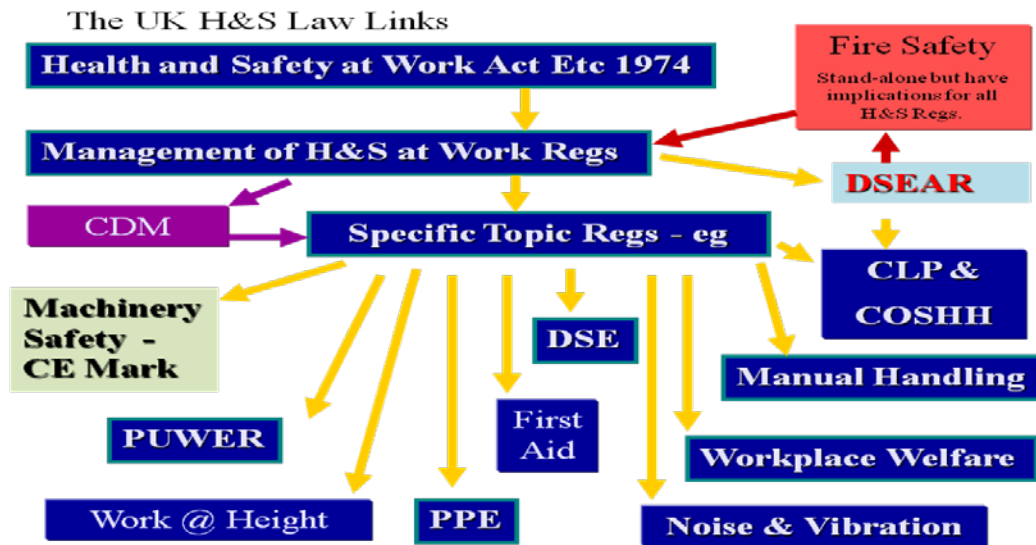 The UK H&S Law Links
Health and Safety at Work Act Etc 1974
Fire Safety
Stand-alone but have
implications for all
H&S Regs.
Management of H&S at Work Regs
DSEAR
CDM
Specific Topic Regs - eg
CLP &
COSHH
Machinery
Safety -
CE Mark
DSE
Manual Handling
PUWER
First
Aid
Workplace Welfare
Work @ Height
PPE
Noise & Vibration